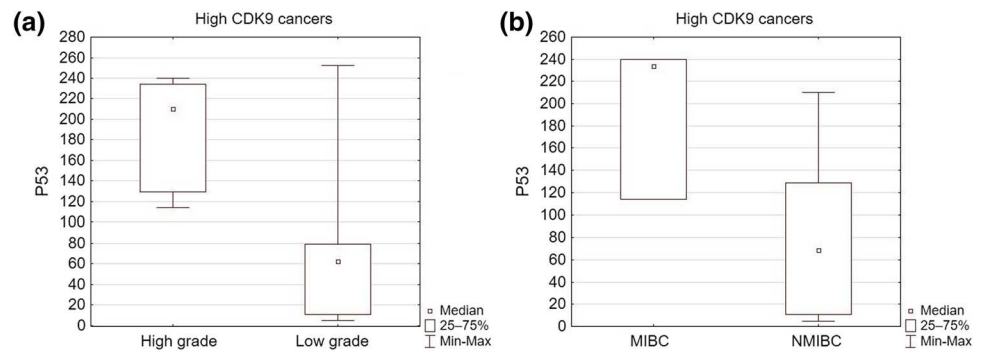 (a)
High CDK9 cancers
P53
280
260
240
220
200
180
160
140
120
100
80
60
40
20
0
High grade
Low grade
Median
25–75%
Min-Max
(b)
High CDK9 cancers
P53
260
240
220
200
180
160
140
120
100
80
60
40
20
0
MIBC
NMIBC
Median
25–75%
Min-Max